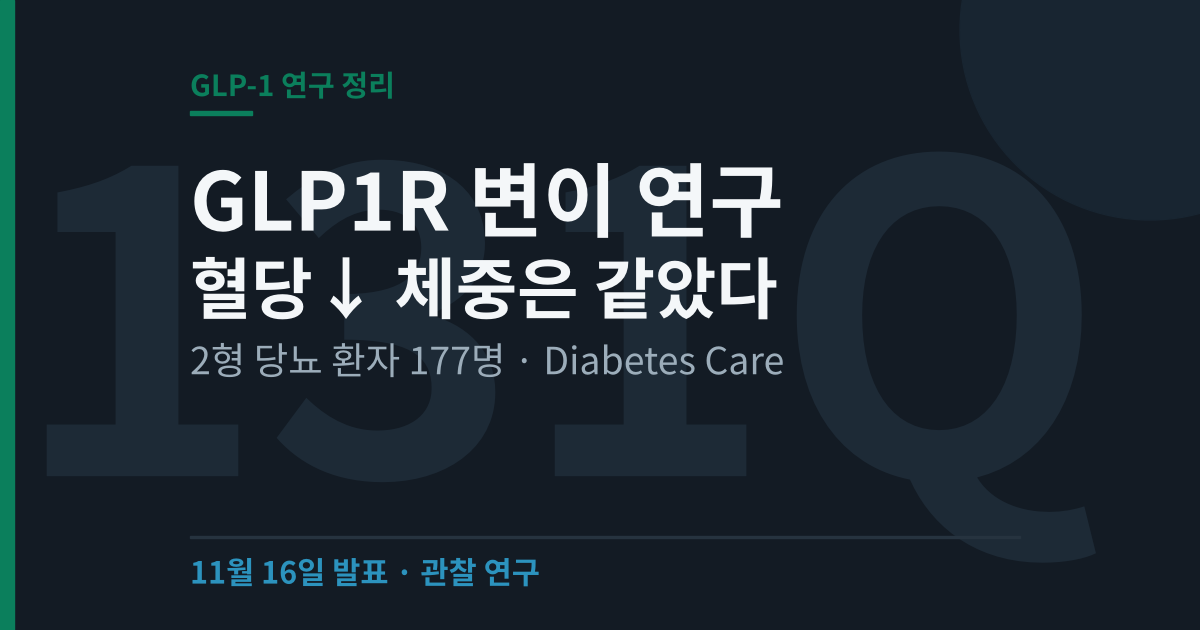 GLP-1 연구 정리
GLP1R 변이 연구
혈당↓ 체중은 같았다
2형 당뇨 환자 177명 · Diabetes Care
131Q
11월 16일 발표 · 관찰 연구